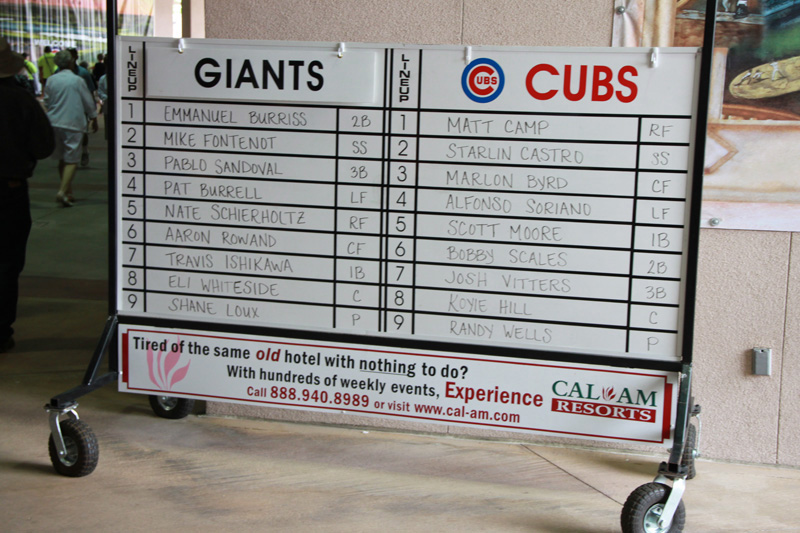 LINEUP GIANTS
1 EMMANUEL BURRISS 2B
2 MIKE FONTENOT SS
3 PABLO SANDOVAL 3B
4 PAT BURRELL LF
5 NATE SCHIERHOLTZ RF
6 AARON ROWAND CF
7 TRAVIS ISHIKAWA 1B
8 ELI WHITESIDE C
9 SHANE LOUX P
LINEUP CUBS CUBS
1 MATT CAMP RF
2 STARLIN CASTRO SS
3 MARLON BYRD CF
4 ALFONSO SORIANO LF
5 SCOTT MOORE 1B
6 BOBBY SCALES 2B
7 JOSH VITTERS 3B
8 KOYIE HILL C
9 RANDY WELLS P
Tired of the same old hotel with nothing to do?
With hundreds of weekly events, Experience
Call 888.940.8989 or visit www.cal-am.com
CAL AM
RESORTS